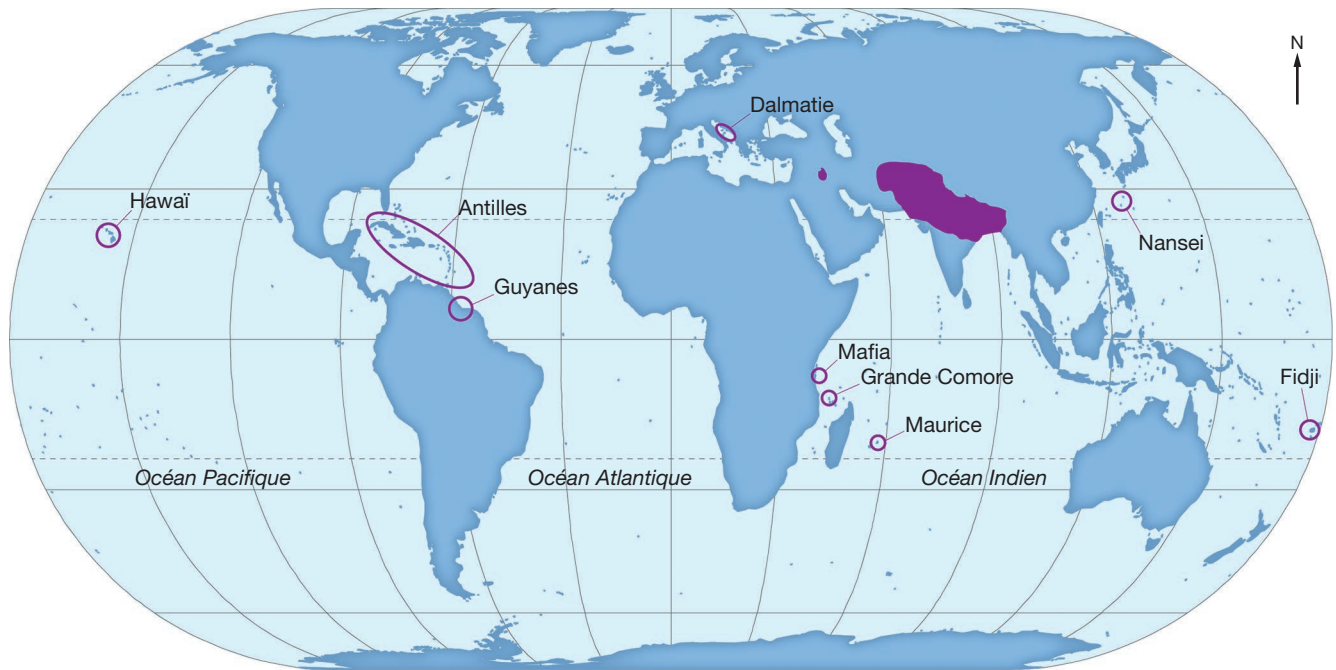 N
Dalmatie
Hawaï
Antilles
Nansei
Guyanes
Mafia
Grande Comore
Fidji
Maurice
Océan Pacifique
Océan Atlantique
Océan Indien